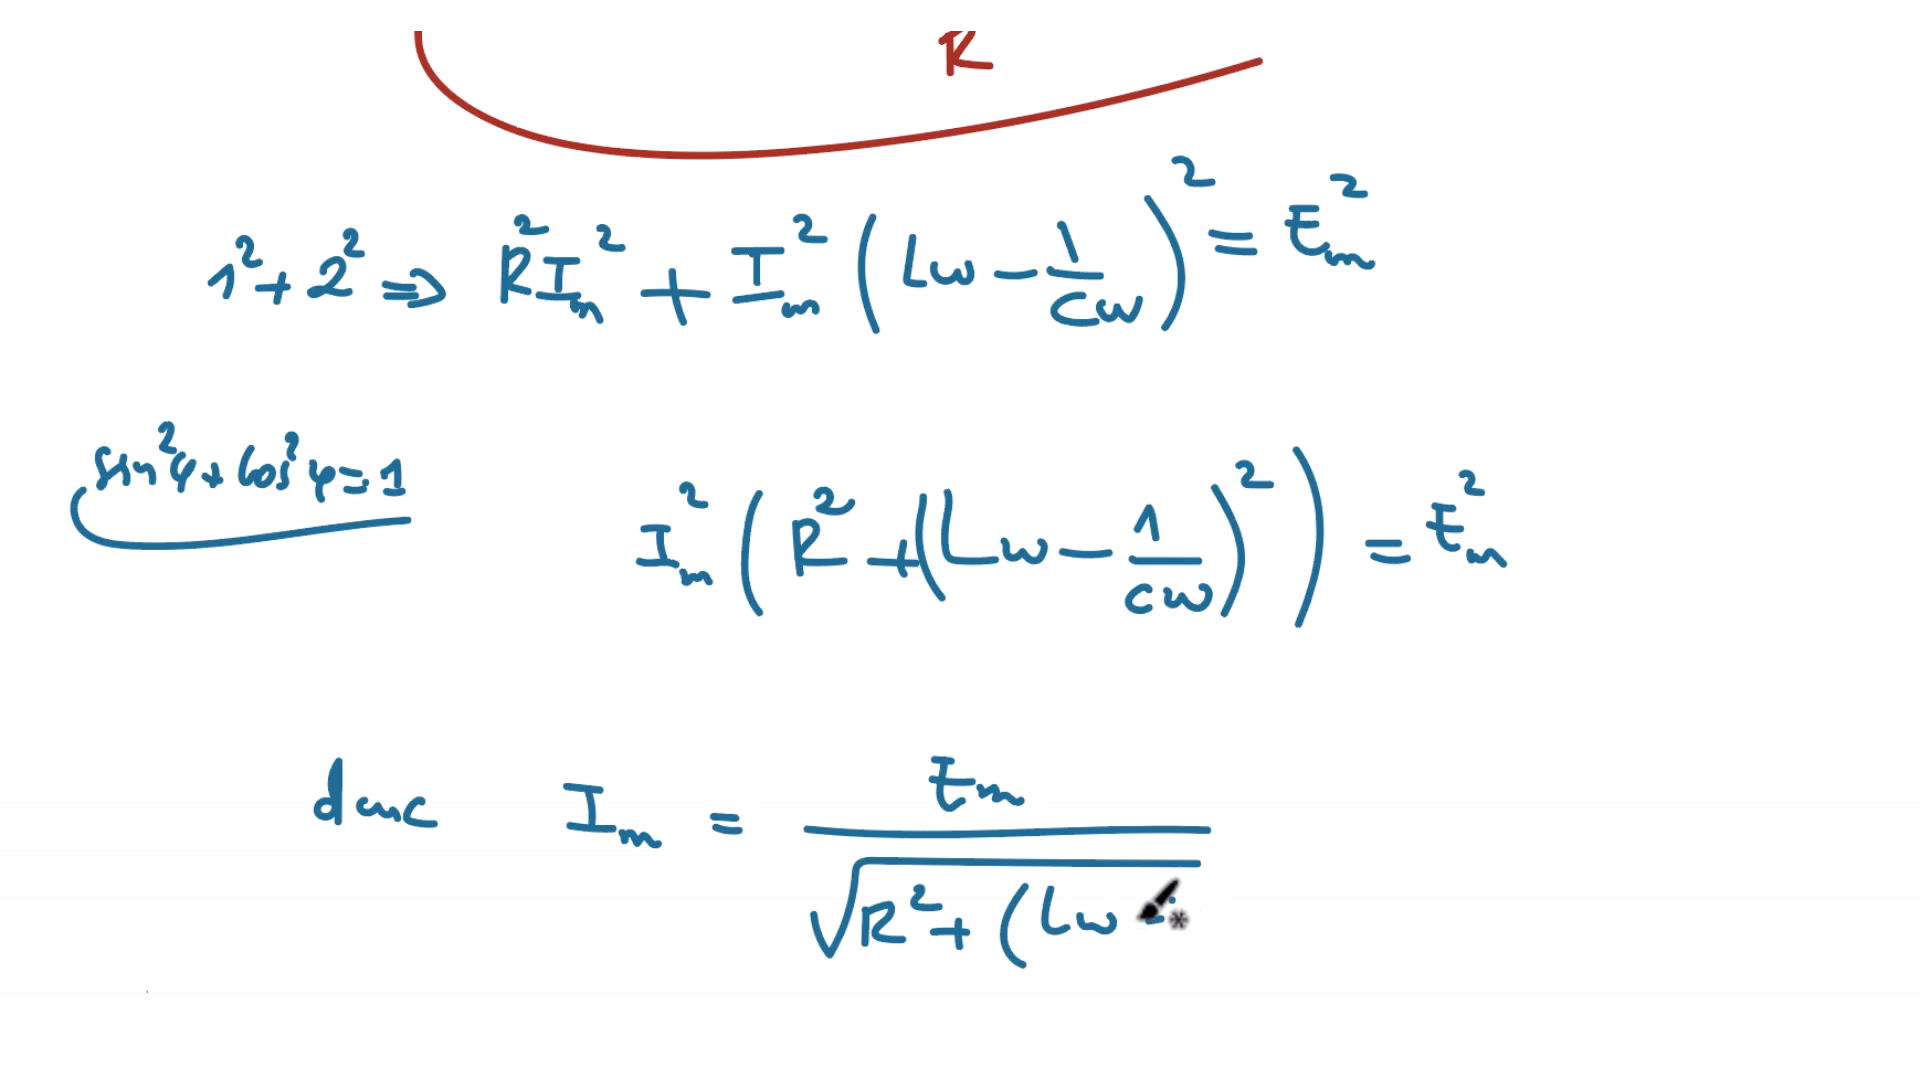 R
1² + 2² ⇒ R²Iₘ² + Iₘ² (Lω − 1/Cω)² = Eₘ²
sin²φ + cos²φ = 1
Iₘ² (R² + (Lω − 1/Cω)²) = Eₘ²
donc Iₘ = Eₘ / √R² + (Lω −